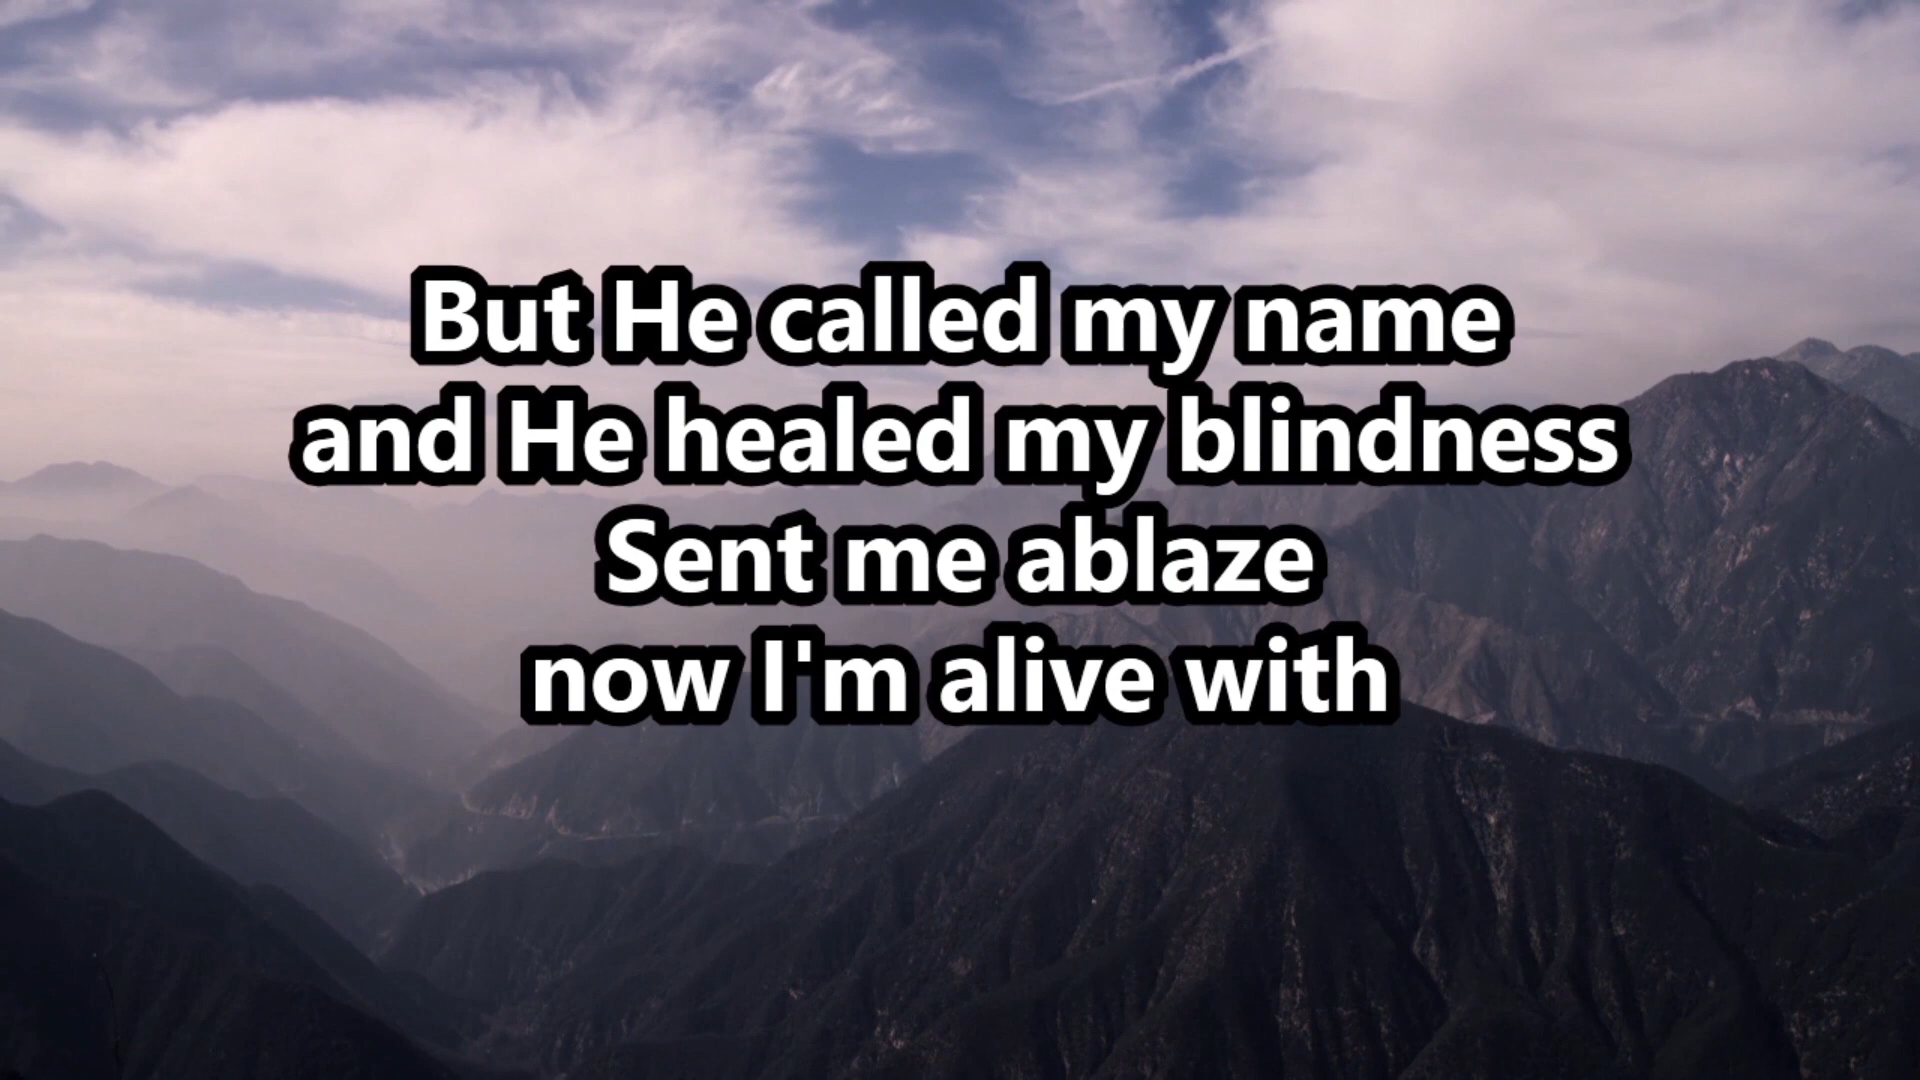 But He called my name
and He healed my blindness
Sent me ablaze
now I'm alive with